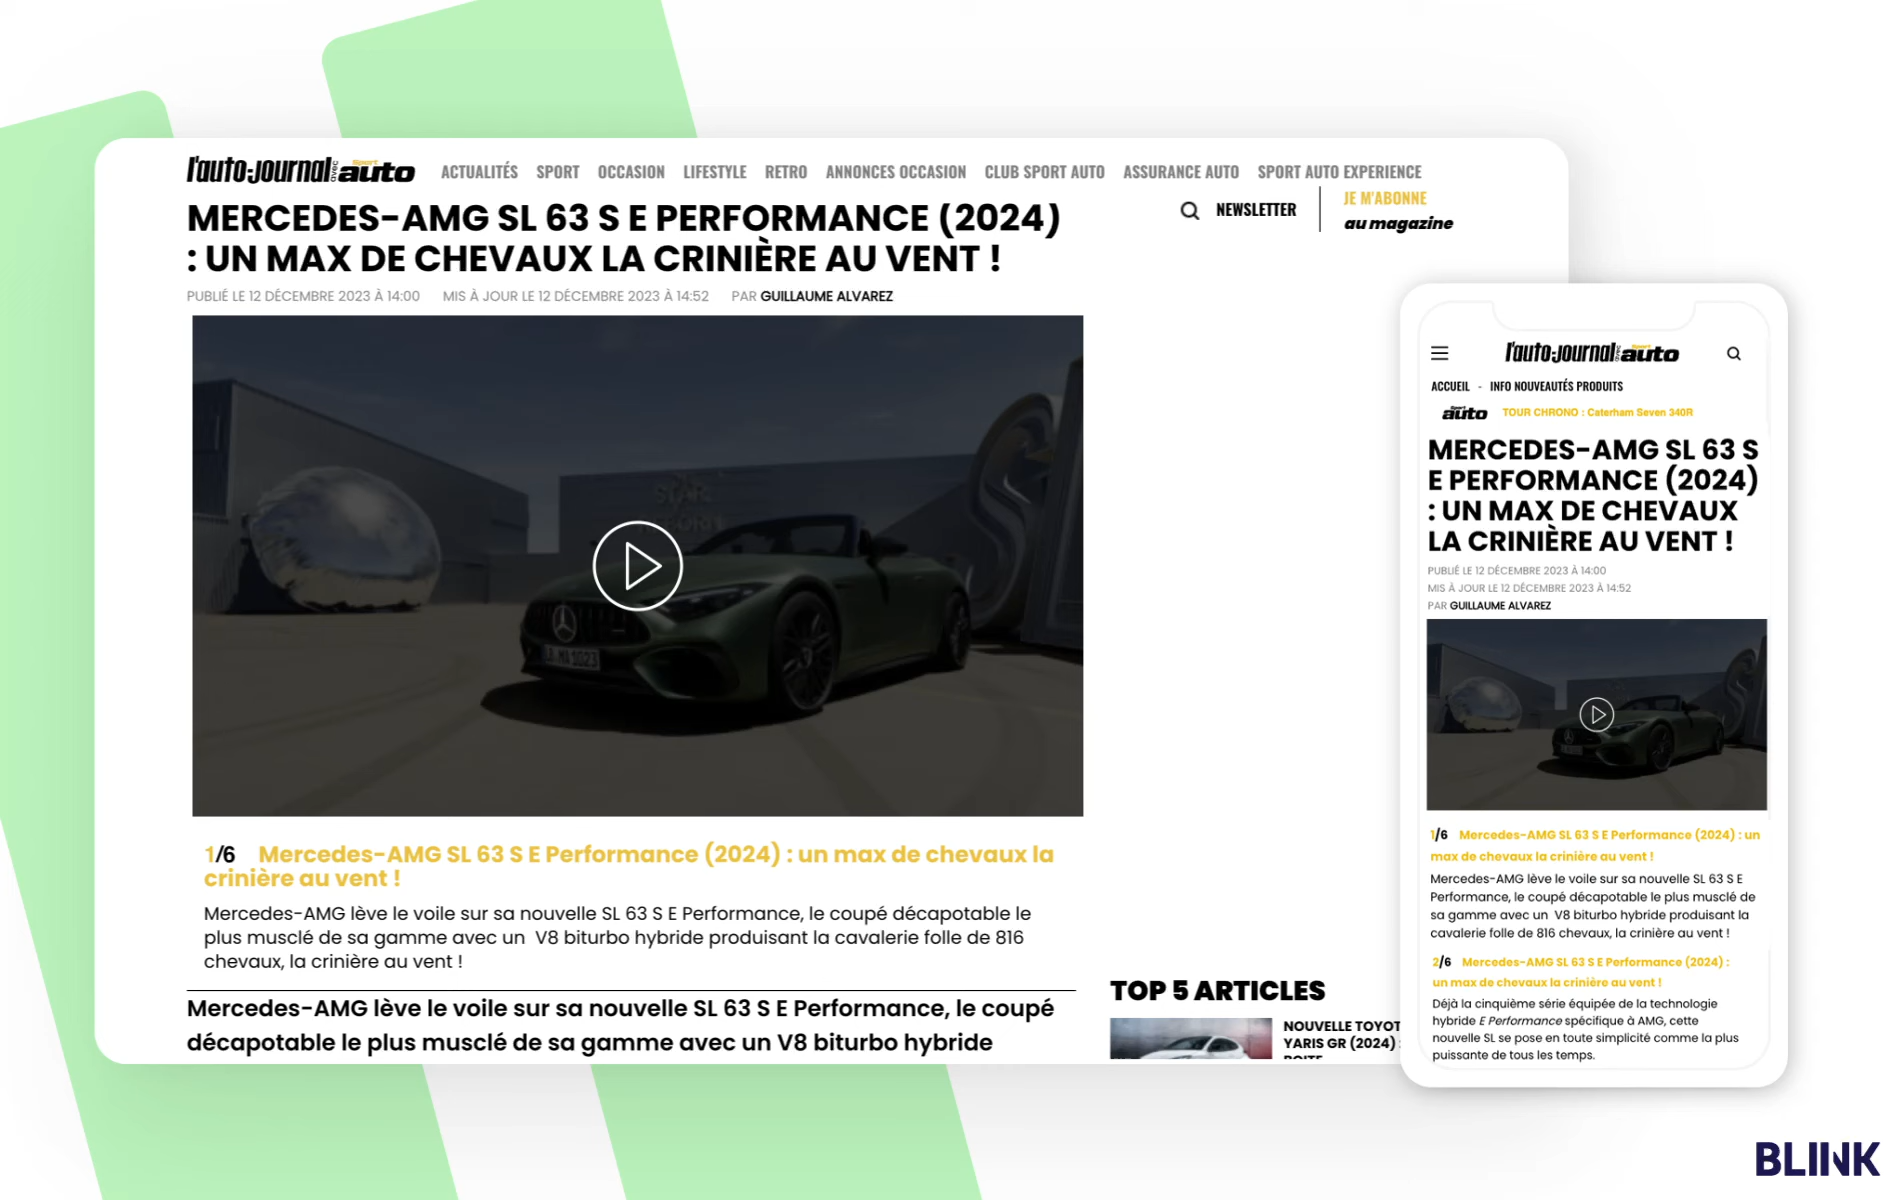 l'auto-journal avec Sport auto
ACTUALITÉS SPORT OCCASION LIFESTYLE RETRO ANNONCES OCCASION CLUB SPORT AUTO ASSURANCE AUTO SPORT AUTO EXPERIENCE
NEWSLETTER
JE M'ABONNE
au magazine
MERCEDES-AMG SL 63 S E PERFORMANCE (2024)
: UN MAX DE CHEVAUX LA CRINIÈRE AU VENT !
PUBLIÉ LE 12 DÉCEMBRE 2023 À 14:00 MIS À JOUR LE 12 DÉCEMBRE 2023 À 14:52 PAR GUILLAUME ALVAREZ
STAR
1/6 Mercedes-AMG SL 63 S E Performance (2024) : un max de chevaux la
crinière au vent !
Mercedes-AMG lève le voile sur sa nouvelle SL 63 S E Performance, le coupé décapotable le
plus musclé de sa gamme avec un V8 biturbo hybride produisant la cavalerie folle de 816
chevaux, la crinière au vent !
Mercedes-AMG lève le voile sur sa nouvelle SL 63 S E Performance, le coupé
décapotable le plus musclé de sa gamme avec un V8 biturbo hybride
TOP 5 ARTICLES
NOUVELLE TOYOT
YARIS GR (2024) :
l'auto-journal avec Sport auto
ACCUEIL - INFO NOUVEAUTÉS PRODUITS
Sport auto TOUR CHRONO : Caterham Seven 340R
MERCEDES-AMG SL 63 S
E PERFORMANCE (2024)
: UN MAX DE CHEVAUX
LA CRINIÈRE AU VENT !
PUBLIÉ LE 12 DÉCEMBRE 2023 À 14:00
MIS À JOUR LE 12 DÉCEMBRE 2023 À 14:52
PAR GUILLAUME ALVAREZ
1/6 Mercedes-AMG SL 63 S E Performance (2024) : un
max de chevaux la crinière au vent !
Mercedes-AMG lève le voile sur sa nouvelle SL 63 S E
Performance, le coupé décapotable le plus musclé de
sa gamme avec un V8 biturbo hybride produisant la
cavalerie folle de 816 chevaux, la crinière au vent !
2/6 Mercedes-AMG SL 63 S E Performance (2024) :
un max de chevaux la crinière au vent !
Déjà la cinquième série équipée de la technologie
hybride E Performance spécifique à AMG, cette
nouvelle SL se pose en toute simplicité comme la plus
puissante de tous les temps.
BLINK